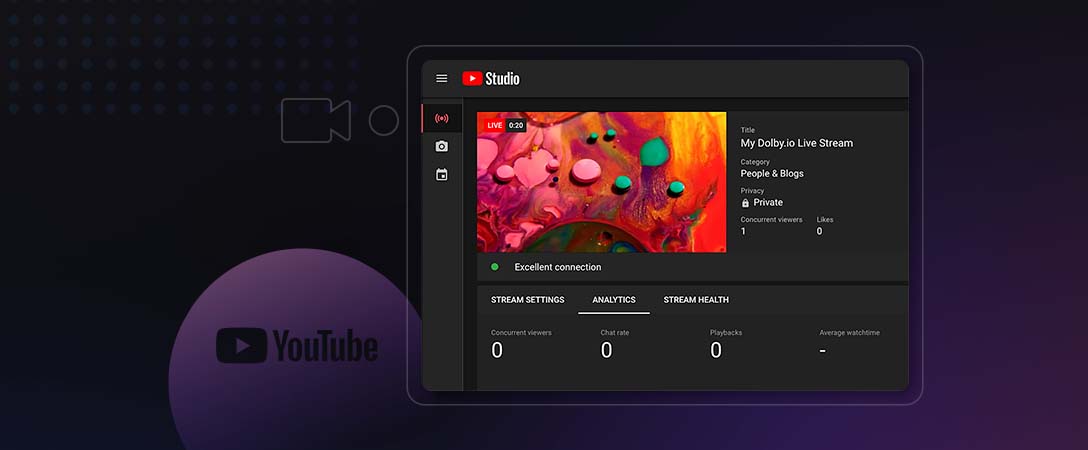 Studio
LIVE 0:20
Title
My Dolby.io Live Stream
Category
People & Blogs
Privacy
Private
Concurrent viewers Likes
1 0
Excellent connection
STREAM SETTINGS ANALYTICS STREAM HEALTH
Concurrent viewers Chat rate Playbacks Average watchtime
0 0 0 -
YouTube